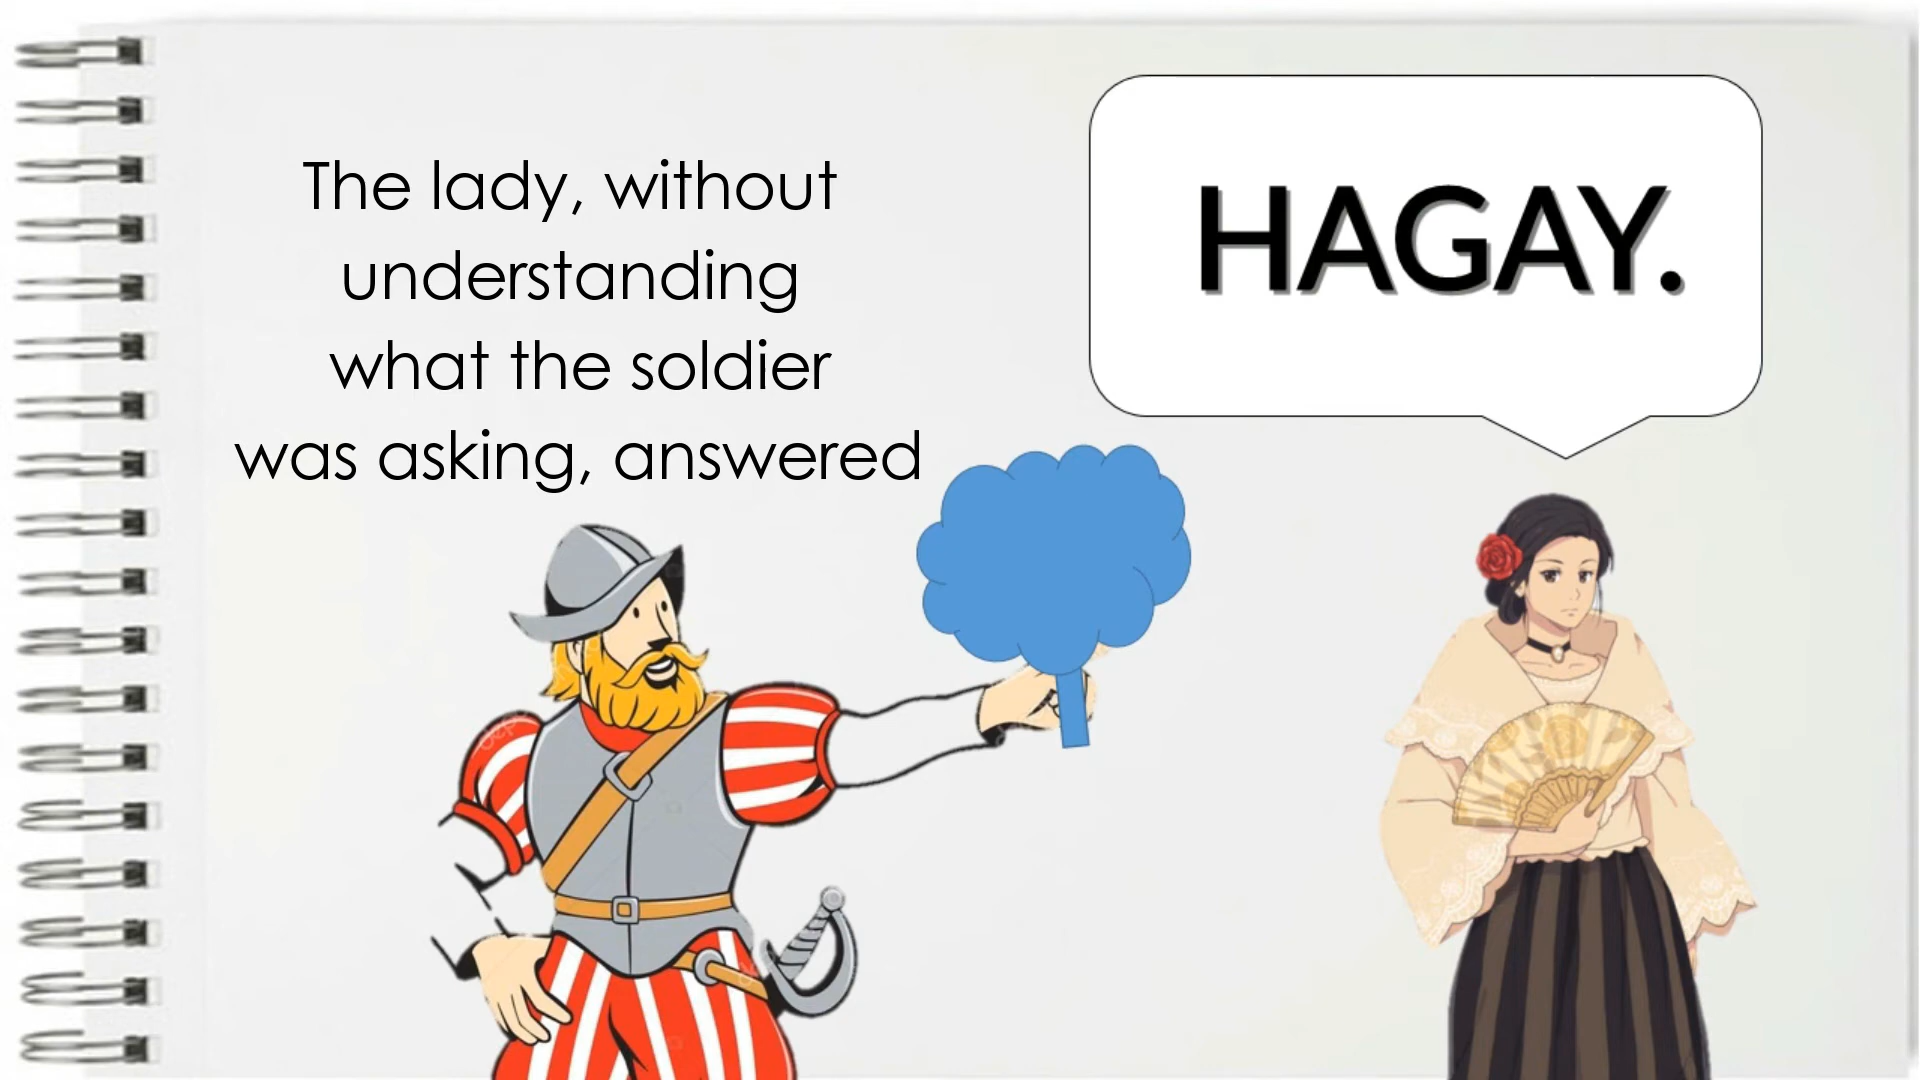 The lady, without
understanding
what the soldier
was asking, answered
HAGAY.